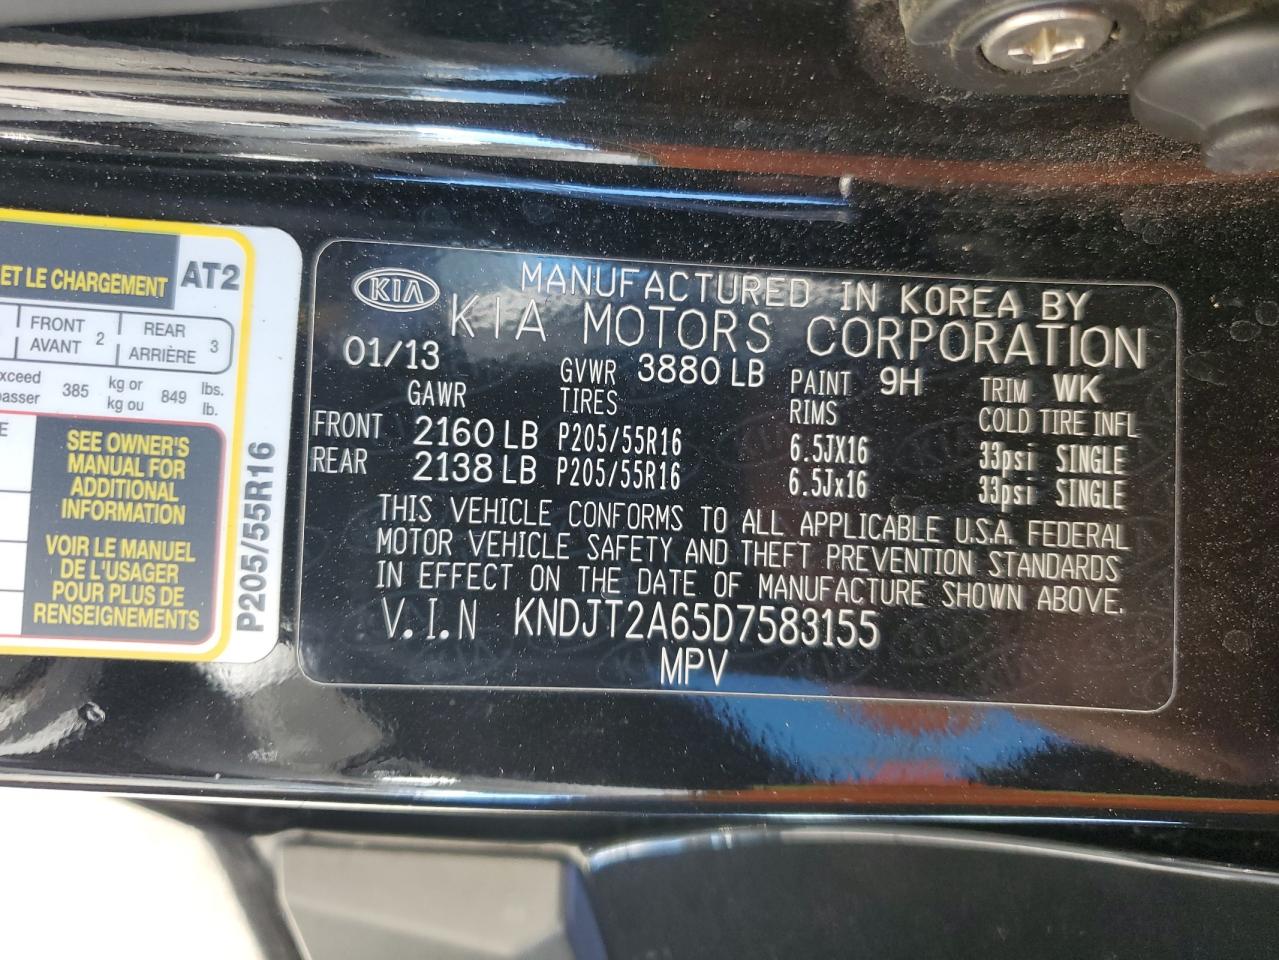 ET LE CHARGEMENT AT2
FRONT
AVANT 2 REAR
ARRIÈRE 3
385 kg or
kg ou 849 lbs.
lb.
SEE OWNER'S
MANUAL FOR
ADDITIONAL
INFORMATION
VOIR LE MANUEL
DE L'USAGER
POUR PLUS DE
RENSEIGNEMENTS
P205/55R16
KIA MANUFACTURED IN KOREA BY
KIA MOTORS CORPORATION
01/13 GVWR 3880 LB PAINT 9H TRIM WK
GAWR TIRES RIMS COLD TIRE INFL
FRONT 2160 LB P205/55R16 6.5JX16 33psi SINGLE
REAR 2138 LB P205/55R16 6.5Jx16 33psi SINGLE
THIS VEHICLE CONFORMS TO ALL APPLICABLE U.S.A. FEDERAL
MOTOR VEHICLE SAFETY AND THEFT PREVENTION STANDARDS
IN EFFECT ON THE DATE OF MANUFACTURE SHOWN ABOVE.
V.I.N KNDJT2A65D7583155
MPV